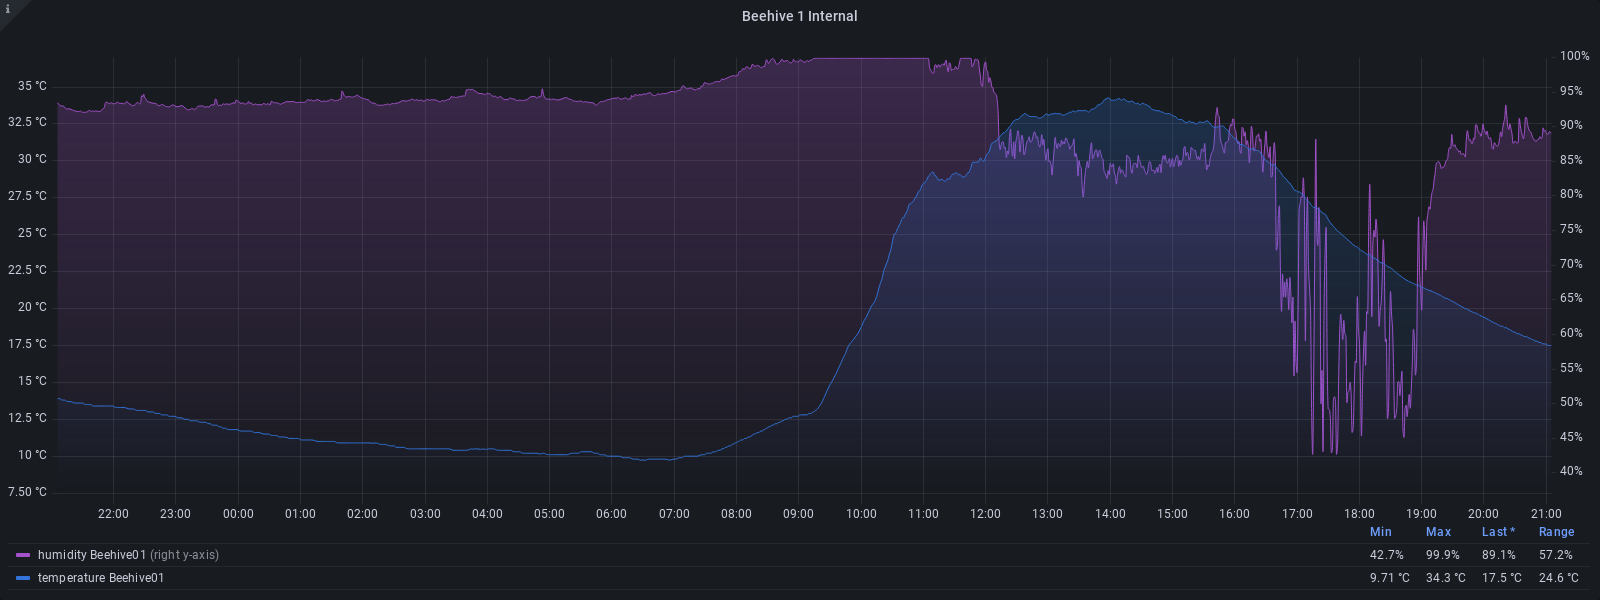 i
Beehive 1 Internal
35 °C
32.5 °C
30 °C
27.5 °C
25 °C
22.5 °C
20 °C
17.5 °C
15 °C
12.5 °C
10 °C
7.50 °C
100%
95%
90%
85%
80%
75%
70%
65%
60%
55%
50%
45%
40%
22:00 23:00 00:00 01:00 02:00 03:00 04:00 05:00 06:00 07:00 08:00 09:00 10:00 11:00 12:00 13:00 14:00 15:00 16:00 17:00 18:00 19:00 20:00 21:00
Min Max Last * Range
humidity Beehive01 (right y-axis) 42.7% 99.9% 89.1% 57.2%
temperature Beehive01 9.71 °C 34.3 °C 17.5 °C 24.6 °C